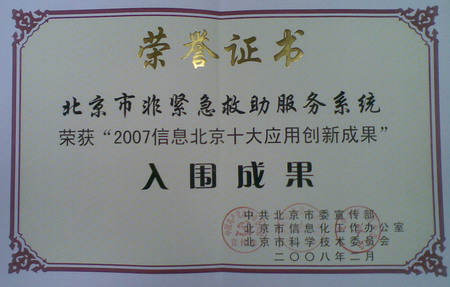 荣誉证书
北京市非紧急救助服务系统
荣获“2007信息北京十大应用创新成果”
入围成果
中共北京市委宣传部
北京市信息化工作办公室
北京市科学技术委员会
二〇〇八年二月